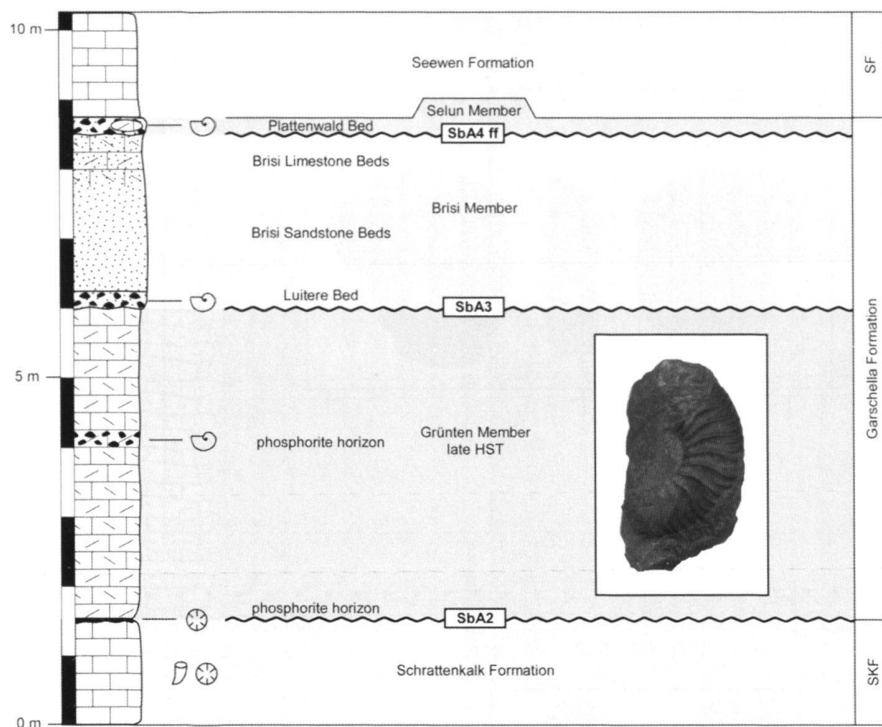 10 m
Seewen Formation
SF
Selun Member
Plattenwald Bed
SbA4 ff
Brisi Limestone Beds
Brisi Member
Brisi Sandstone Beds
Luitere Bed
SbA3
Garschella Formation
5 m
phosphorite horizon
Grünten Member
late HST
phosphorite horizon
SbA2
Schrattenkalk Formation
SKF
0 m